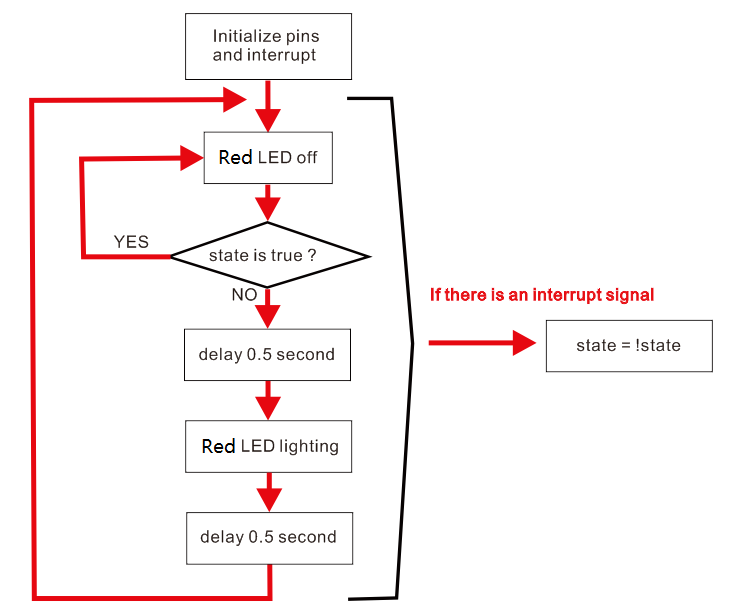 Initialize pins
and interrupt
Red LED off
YES
state is true ?
NO
If there is an interrupt signal
state = !state
delay 0.5 second
Red LED lighting
delay 0.5 second